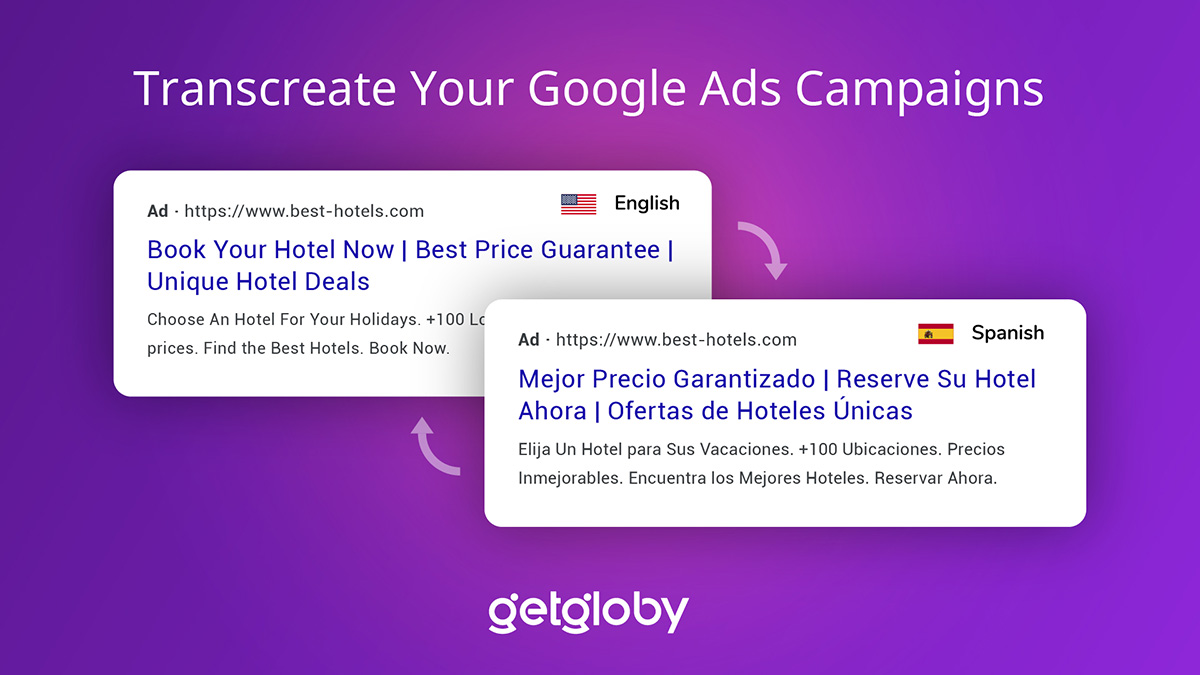 Transcreate Your Google Ads Campaigns
Ad · https://www.best-hotels.com
English
Book Your Hotel Now | Best Price Guarantee |
Unique Hotel Deals
Choose An Hotel For Your Holidays. +100
prices. Find the Best Hotels. Book Now.
Ad · https://www.best-hotels.com
Spanish
Mejor Precio Garantizado | Reserve Su Hotel
Ahora | Ofertas de Hoteles Únicas
Elija Un Hotel para Sus Vacaciones. +100 Ubicaciones. Precios
Inmejorables. Encuentra los Mejores Hoteles. Reservar Ahora.
getgloby